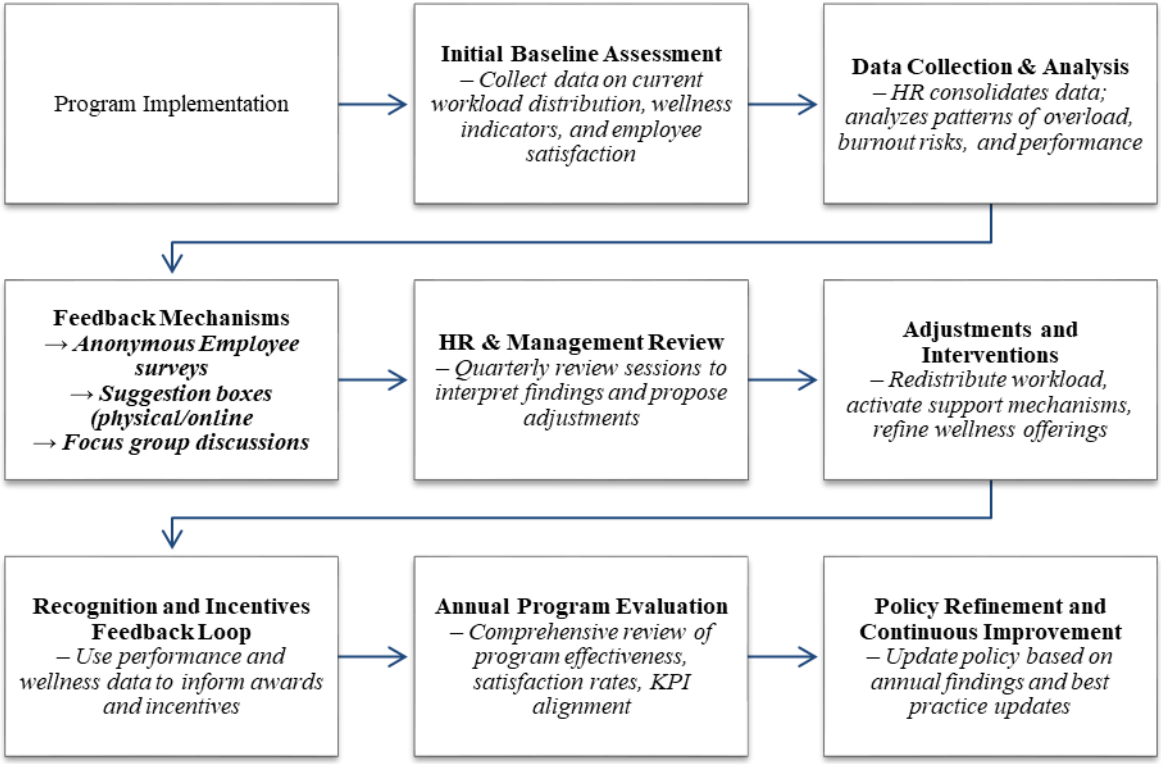 Program Implementation
Initial Baseline Assessment
– Collect data on current
workload distribution, wellness
indicators, and employee
satisfaction
Data Collection & Analysis
– HR consolidates data;
analyzes patterns of overload,
burnout risks, and performance
Feedback Mechanisms
→ Anonymous Employee
surveys
→ Suggestion boxes
(physical/online
→ Focus group discussions
HR & Management Review
– Quarterly review sessions to
interpret findings and propose
adjustments
Adjustments and
Interventions
– Redistribute workload,
activate support mechanisms,
refine wellness offerings
Recognition and Incentives
Feedback Loop
– Use performance and
wellness data to inform awards
and incentives
Annual Program Evaluation
– Comprehensive review of
program effectiveness,
satisfaction rates, KPI
alignment
Policy Refinement and
Continuous Improvement
– Update policy based on
annual findings and best
practice updates